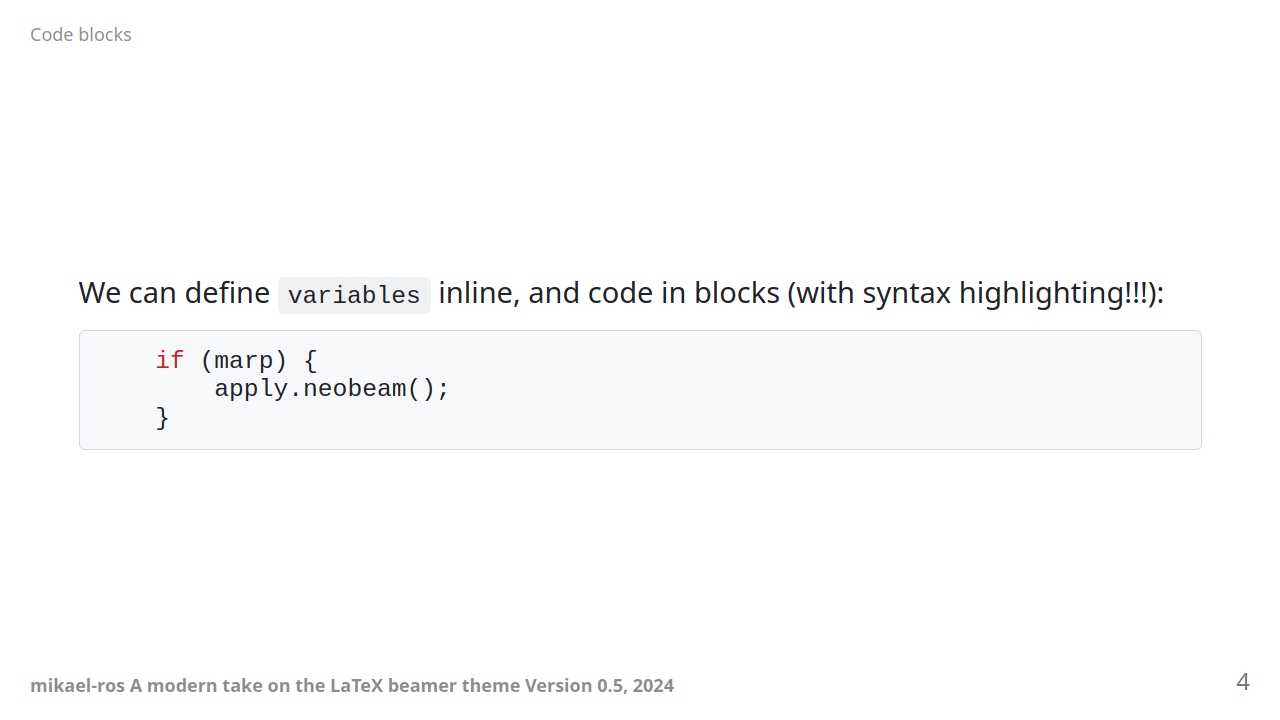 Code blocks
We can define variables inline, and code in blocks (with syntax highlighting!!!):
if (marp) {
    apply.neobeam();
}
mikael-ros A modern take on the LaTeX beamer theme Version 0.5, 2024
4